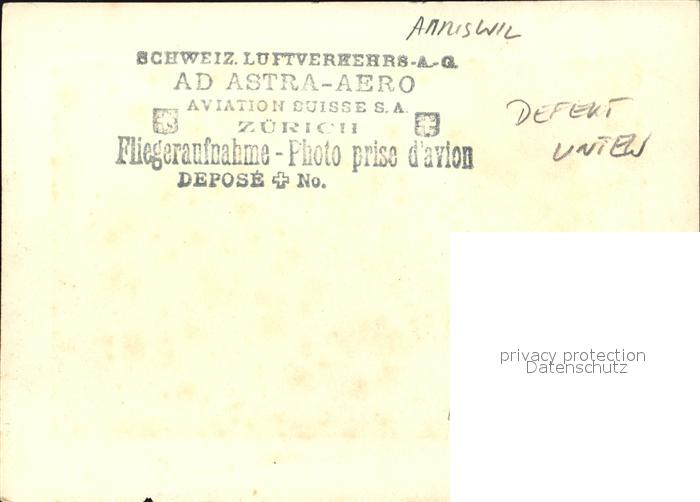 AMRISWIL
SCHWEIZ. LUFTVERKEHRS-A.-G.
AD ASTRA-AERO
AVIATION SUISSE S.A.
ZÜRICH
Fliegeraufnahme - Photo prise d'avion
DEPOSÉ No.
DEFEKT
UNTEN
privacy protection
Datenschutz